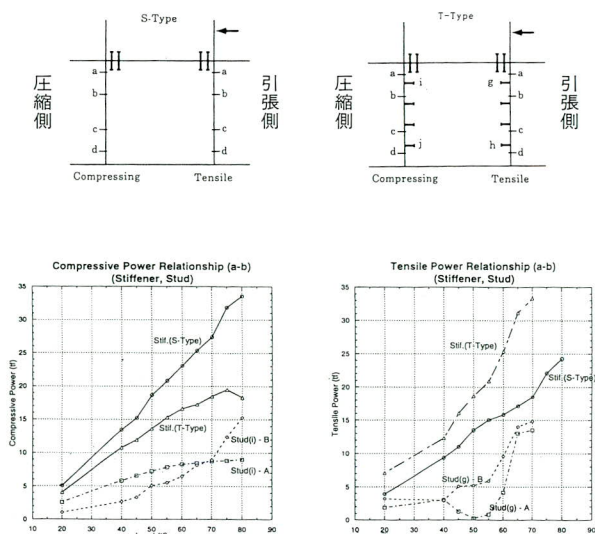 S-Type
a
a
b
b
c
c
d
d
圧縮側
引張側
Compressing
Tensile
T-Type
a
i
g
a
b
b
c
c
d
j
h
d
圧縮側
引張側
Compressing
Tensile
Compressive Power Relationship (a-b)
(Stiffener, Stud)
Compressive Power (tf)
35
30
25
20
15
10
5
0
Stif.(S-Type)
Stif.(T-Type)
Stud(i) - B
Stud(i) - A
10 20 30 40 50 60 70 80 90
Tensile Power Relationship (a-b)
(Stiffener, Stud)
Tensile Power (tf)
35
30
25
20
15
10
5
0
Stif.(T-Type)
Stif.(S-Type)
Stud(g) - B
Stud(g) - A
10 20 30 40 50 60 70 80 90